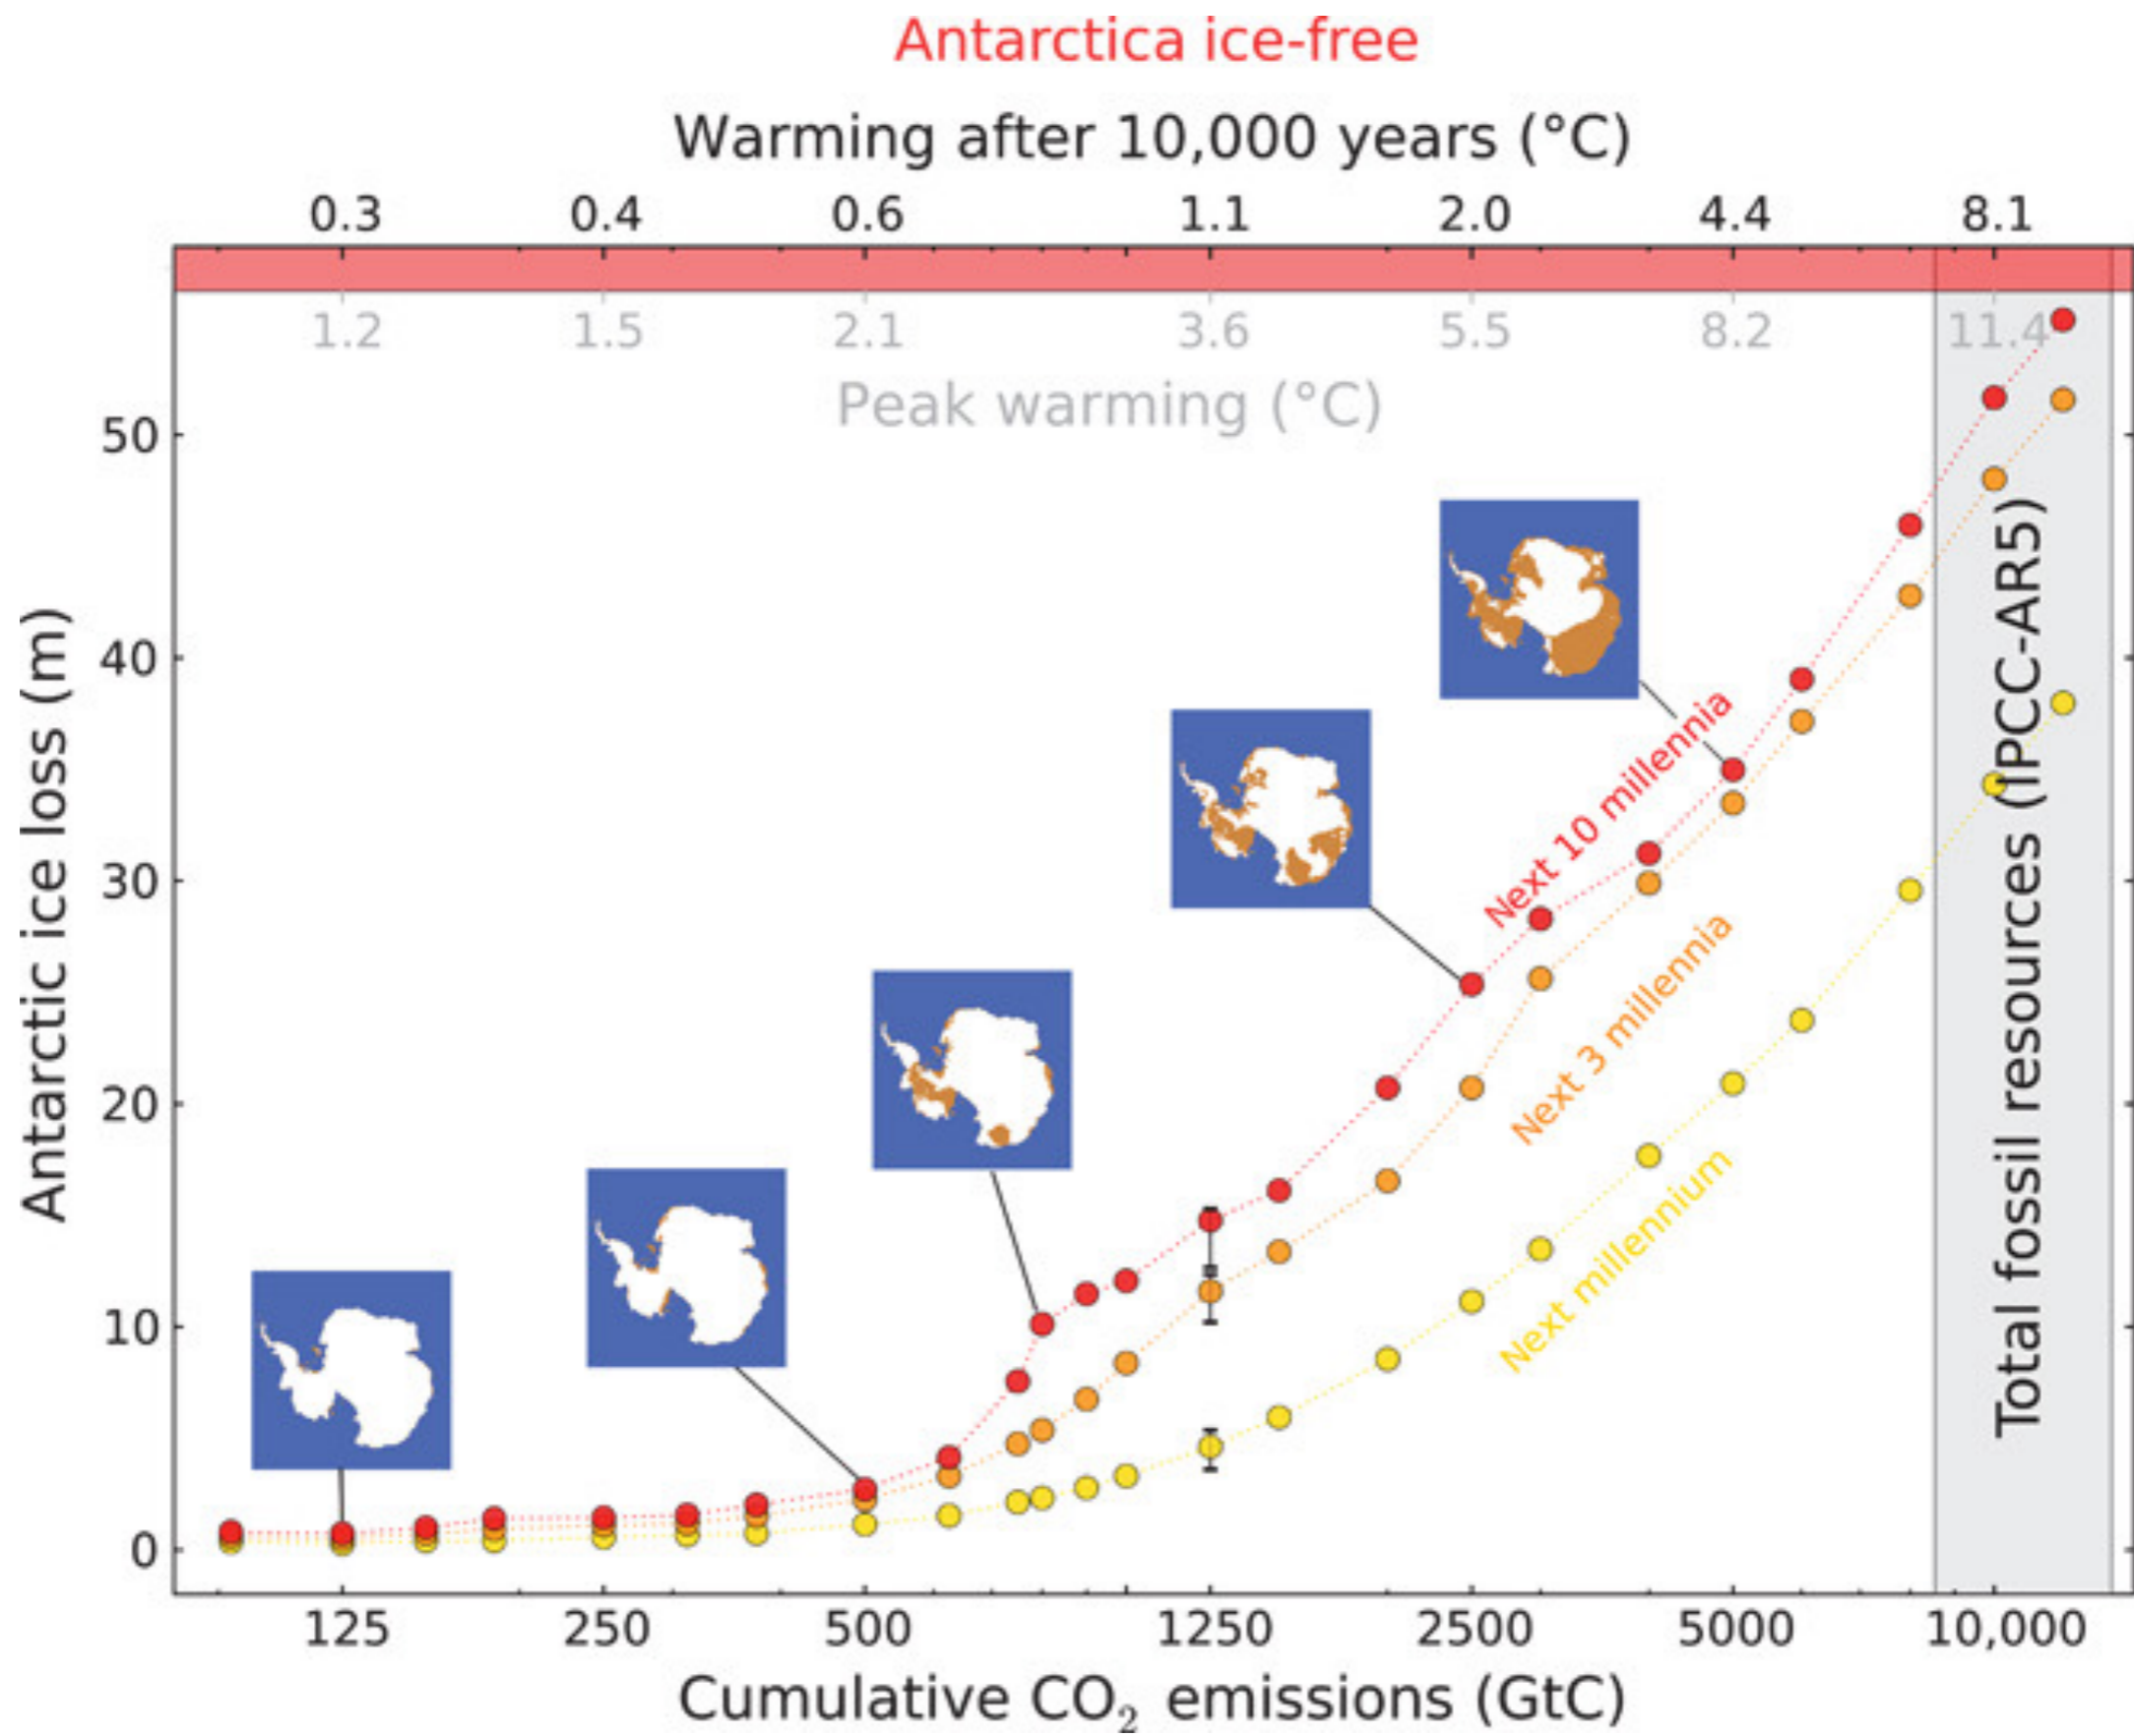 Antarctica ice-free
Warming after 10,000 years (°C)
0.3 0.4 0.6 1.1 2.0 4.4 8.1
1.2 1.5 2.1 3.6 5.5 8.2 11.4
Peak warming (°C)
Antarctic ice loss (m)
50
40
30
20
10
0
Next 10 millennia
Next 3 millennia
Next millennium
Total fossil resources (IPCC-AR5)
125 250 500 1250 2500 5000 10,000
Cumulative CO₂ emissions (GtC)